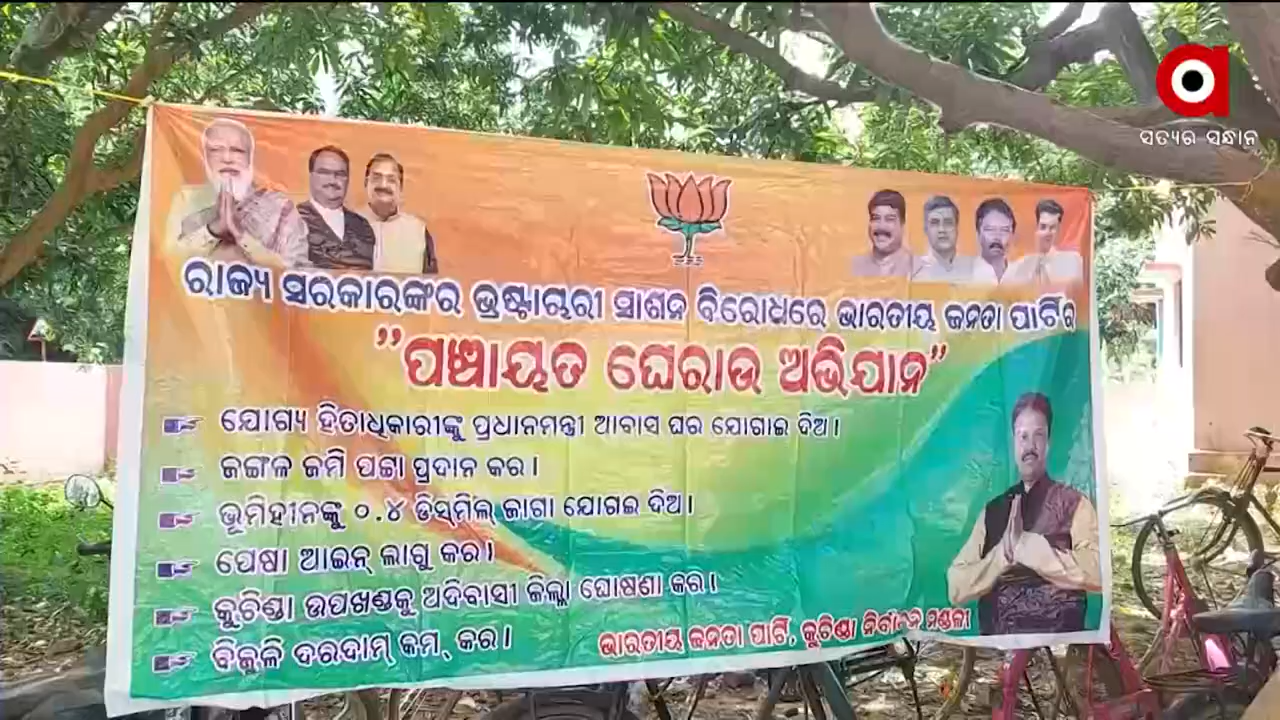 ସତ୍ୟର ସନ୍ଧାନ
ରାଜ୍ୟ ସରକାରଙ୍କର ଭ୍ରଷ୍ଟାଚାରୀ ସାଶନ ବିରୋଧରେ ଭାରତୀୟ ଜନତା ପାର୍ଟିର
"ପଞ୍ଚାୟତ ଘେରାଉ ଅଭିଯାନ"
ଯୋଗ୍ୟ ହିତାଧିକାରୀଙ୍କୁ ପ୍ରଧାନମନ୍ତ୍ରୀ ଆବାସ ଘର ଯୋଗାଇ ଦିଅ ।
ଜଙ୍ଗଲ ଜମି ପଟ୍ଟା ପ୍ରଦାନ କର ।
ଭୂମିହୀନଙ୍କୁ ୦.୪ ଡିସ୍‌ମିଲ୍ ଜାଗା ଯୋଗଇ ଦିଅ ।
ପେଷା ଆଇନ୍ ଲାଗୁ କର ।
କୁଚିଣ୍ଡା ଉପଖଣ୍ଡକୁ ଅଦିବାସୀ ଜିଲ୍ଲା ଘୋଷଣା କର ।
ବିଜୁଳି ଦରଦାମ୍ କମ୍ କର ।
ଭାରତୀୟ ଜନତା ପାର୍ଟି, କୁଚିଣ୍ଡା ନିର୍ବାଚନ ମଣ୍ଡଳୀ